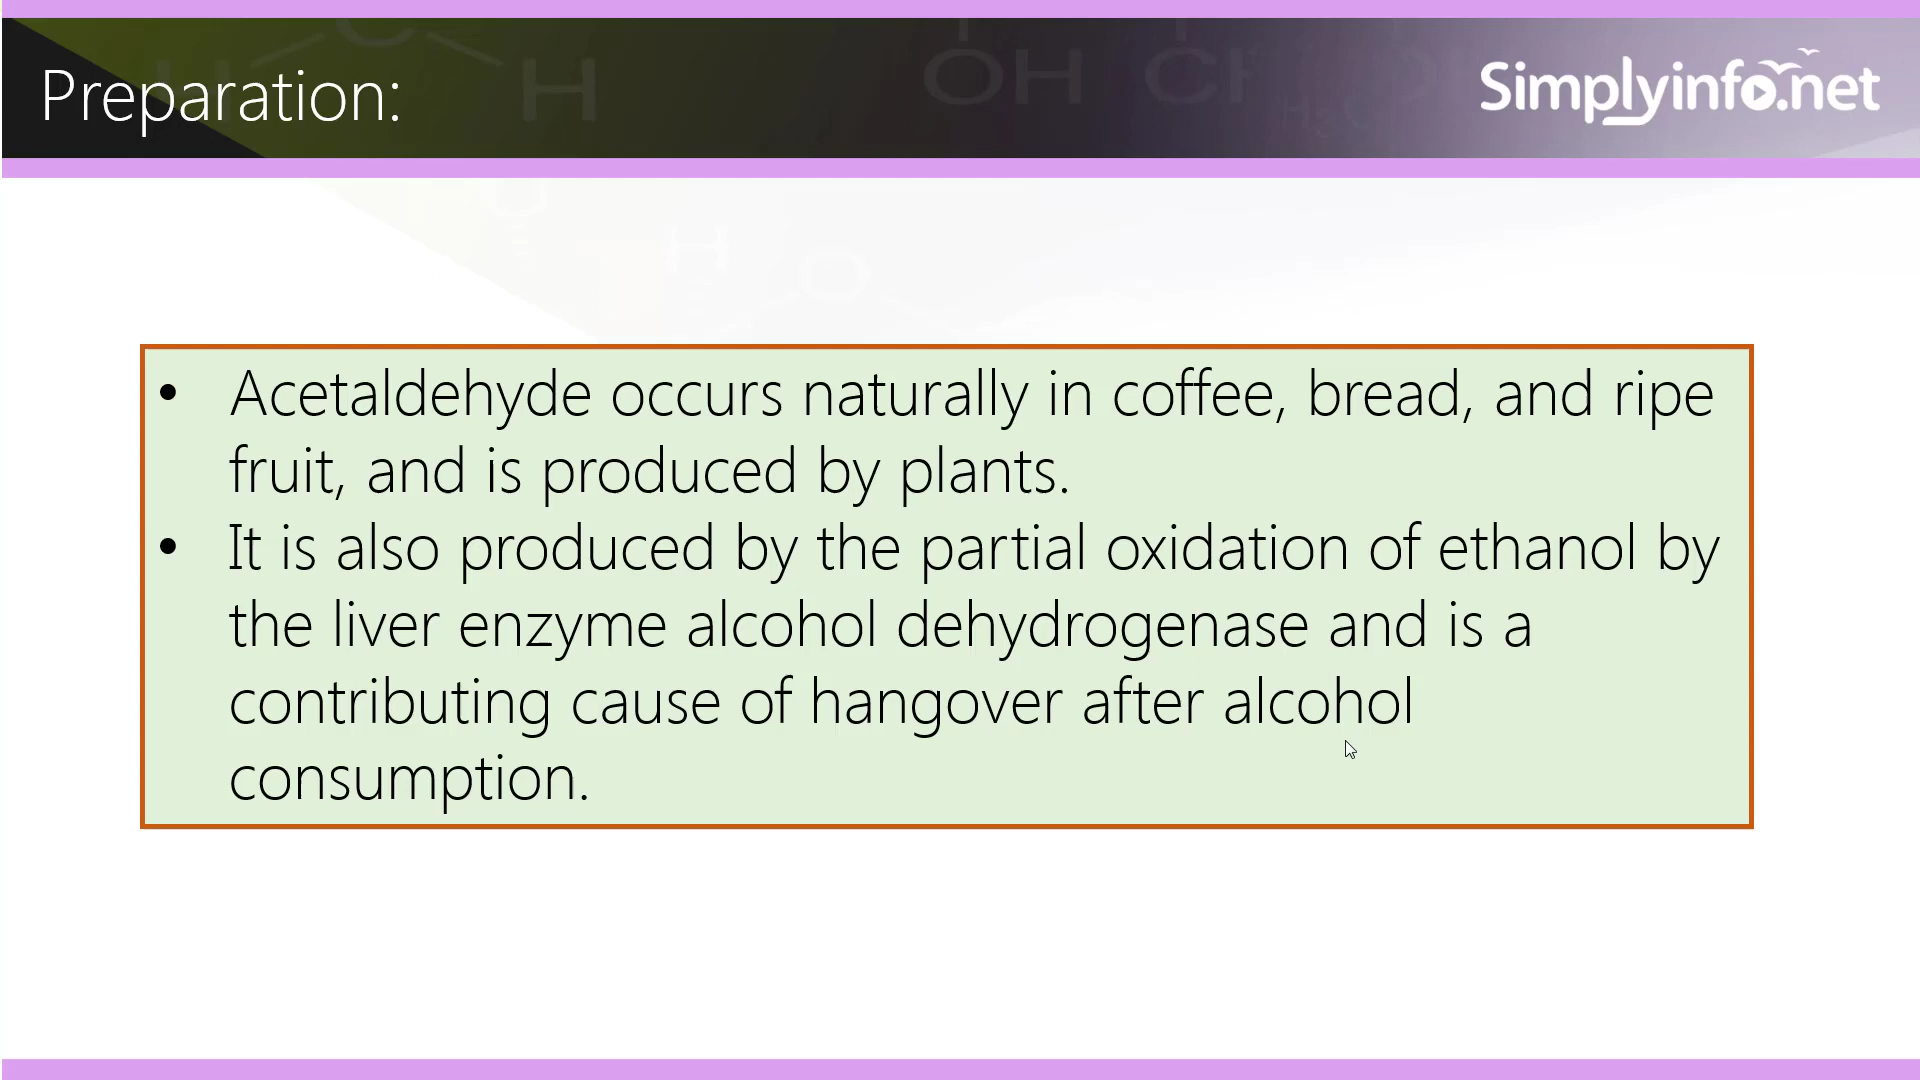 Preparation:
Simplyinfo.net
• Acetaldehyde occurs naturally in coffee, bread, and ripe
fruit, and is produced by plants.
• It is also produced by the partial oxidation of ethanol by
the liver enzyme alcohol dehydrogenase and is a
contributing cause of hangover after alcohol
consumption.